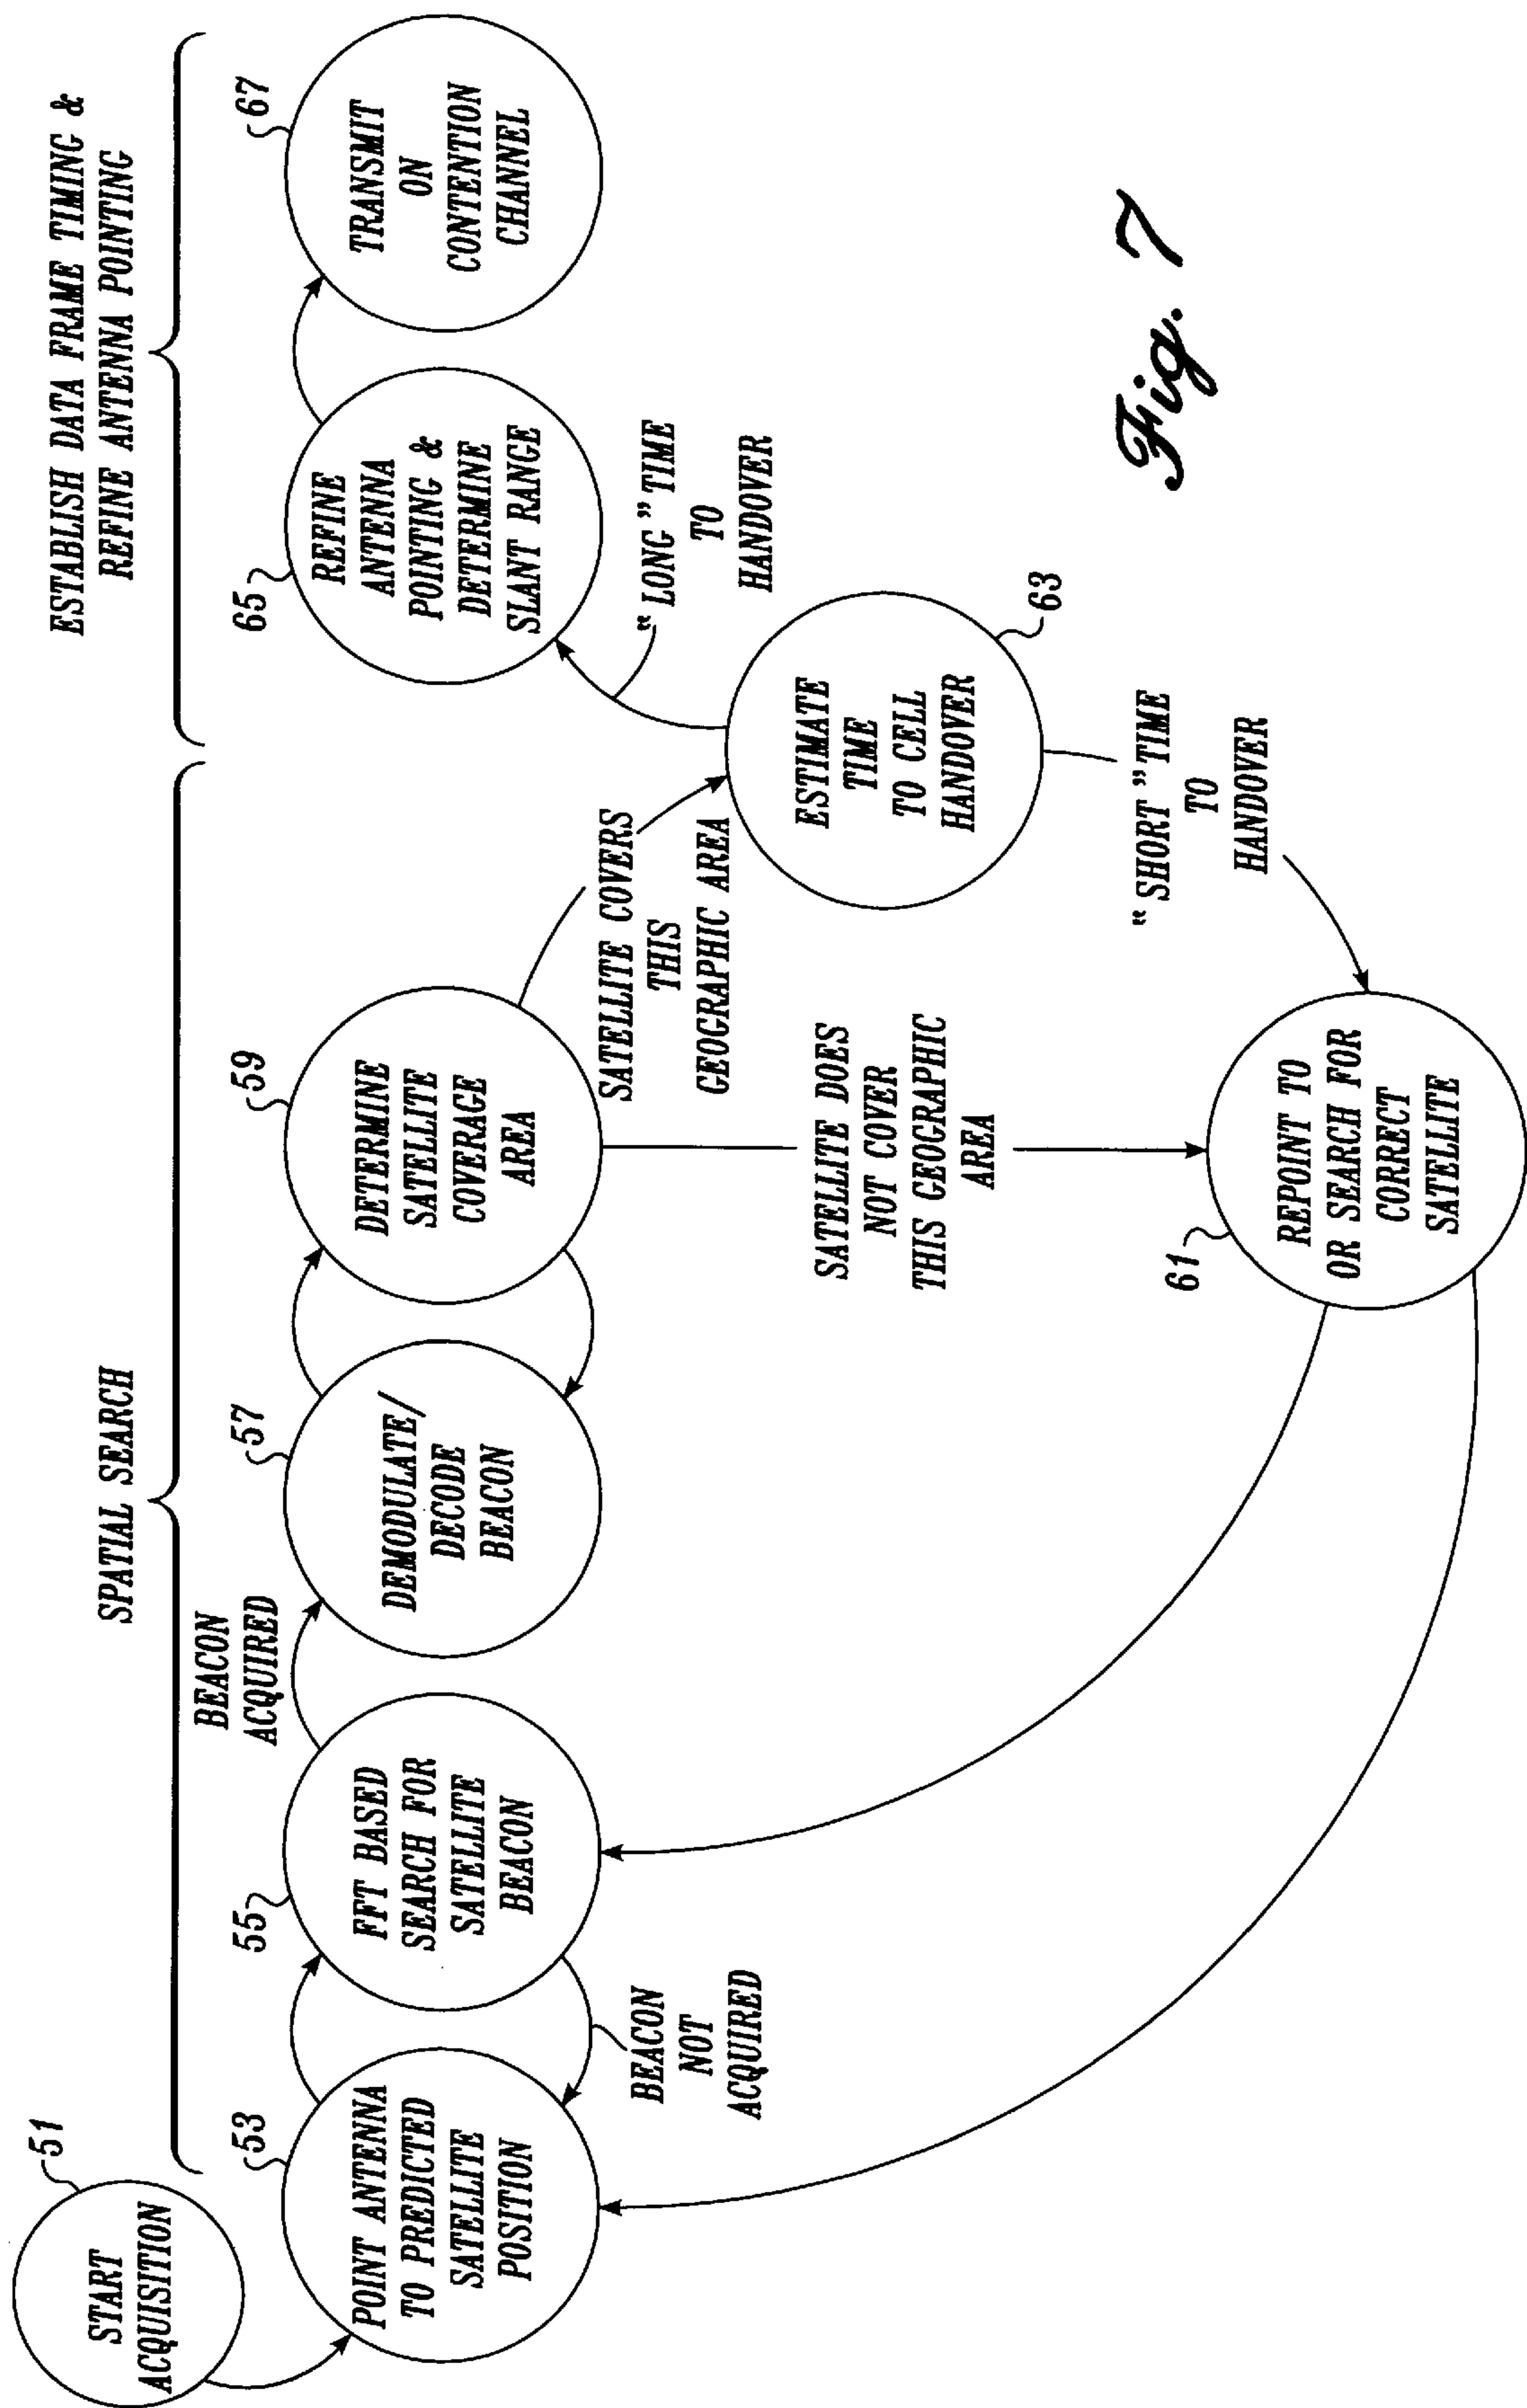 51
START
ACQUISITION
SPATIAL SEARCH
ESTABLISH DATA FRAME TIMING &
REFINE ANTENNA POINTING
53
POINT ANTENNA
TO PREDICTED
SATELLITE
POSITION
55
FFT BASED
SEARCH FOR
SATELLITE
BEACON
BEACON
NOT
ACQUIRED
BEACON
ACQUIRED
57
DEMODULATE/
DECODE
BEACON
59
DETERMINE
SATELLITE
COVERAGE
AREA
SATELLITE COVERS
THIS
GEOGRAPHIC AREA
SATELLITE DOES
NOT COVER
THIS GEOGRAPHIC
AREA
61
REPOINT TO
OR SEARCH FOR
CORRECT
SATELLITE
63
ESTIMATE
TIME
TO CELL
HANDOVER
"SHORT" TIME
TO
HANDOVER
"LONG" TIME
TO
HANDOVER
65
REFINE
ANTENNA
POINTING &
DETERMINE
SLANT RANGE
67
TRANSMIT
ON
CONTENTION
CHANNEL
Fig. 7